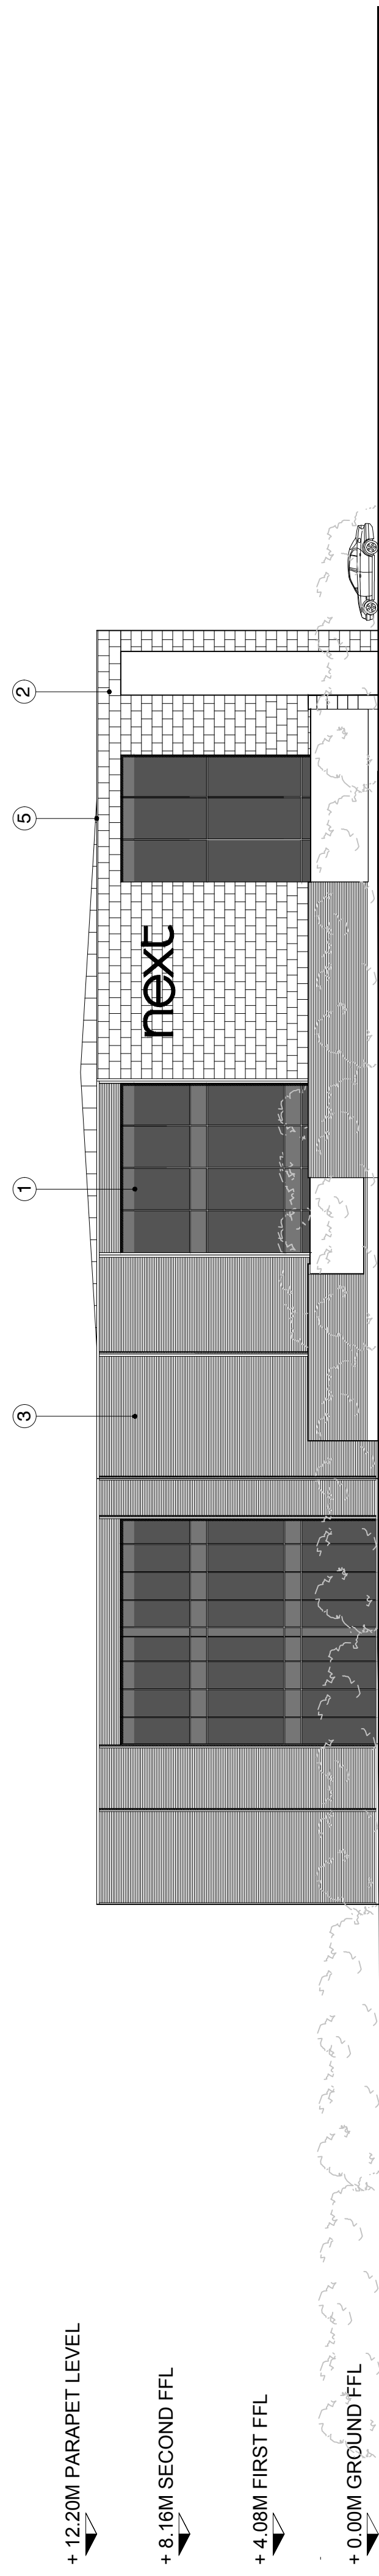 + 12.20M PARAPET LEVEL
+ 8.16M SECOND FFL
+ 4.08M FIRST FFL
+ 0.00M GROUND FFL
3
1
5
2
next